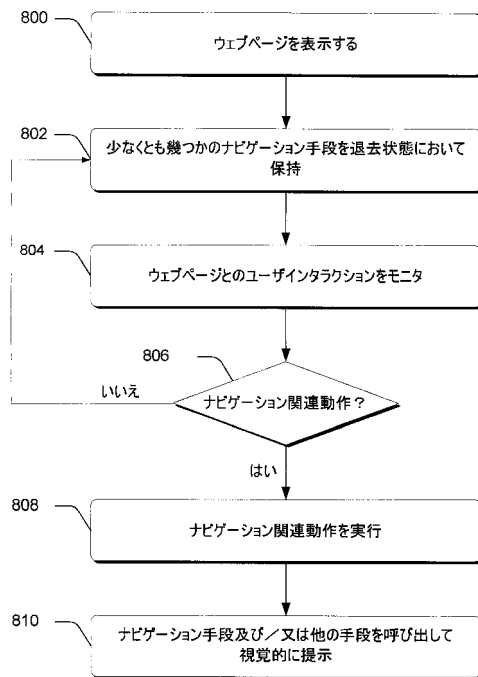 800
ウェブページを表示する
802
少なくとも幾つかのナビゲーション手段を退去状態において
保持
804
ウェブページとのユーザインタラクションをモニタ
806
いいえ
ナビゲーション関連動作？
はい
808
ナビゲーション関連動作を実行
810
ナビゲーション手段及び／又は他の手段を呼び出して
視覚的に提示